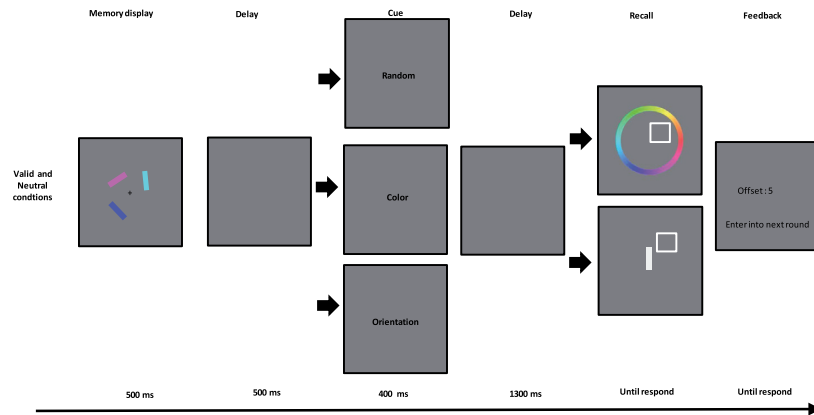 Memory display
Delay
Cue
Delay
Recall
Feedback
Random
Valid and
Neutral
condtions
Color
Offset : 5
Enter into next round
Orientation
500 ms
500 ms
400 ms
1300 ms
Until respond
Until respond